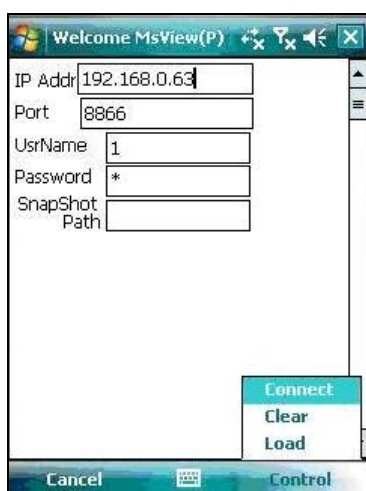 Welcome MsView(P)
IP Addr 192.168.0.63
Port 8866
UsrName 1
Password *
SnapShot
Path
Connect
Clear
Load
Cancel Control